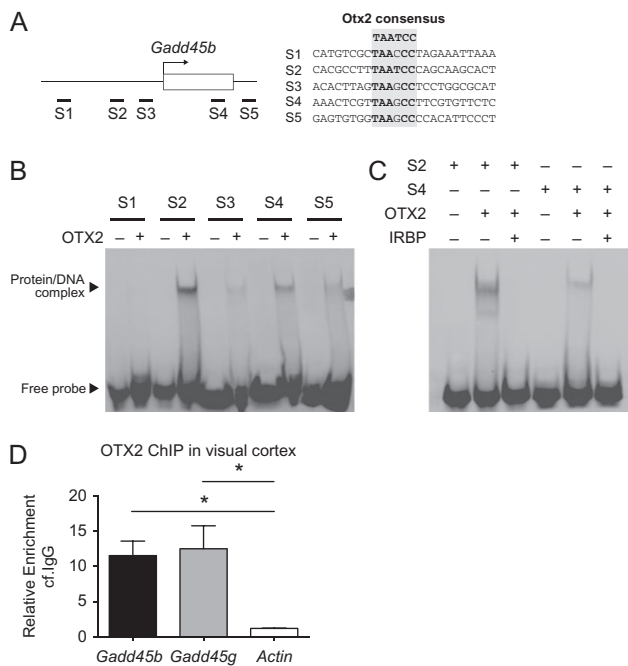 A
Gadd45b
S1 S2 S3 S4 S5
Otx2 consensus
TAATCC
S1 CATGTCGCTAACCCTAGAAATTAAA
S2 CACGCCTTTAATCCCAGCAAGCACT
S3 ACACTTAGTAAGCCTCCTGGCGCAT
S4 AAACTCGTTAAGCCTTCGTGTTCTC
S5 GAGTGTGGTAAGCCCCACATTCCCT
B
S1 S2 S3 S4 S5
OTX2 – + – + – + – + – +
Protein/DNA
complex
Free probe
C
S2 + + + – – –
S4 – – – + + +
OTX2 – + + – + +
IRBP – – + – – +
D
OTX2 ChIP in visual cortex
*
*
Relative Enrichment
cf.IgG
20
15
10
5
0
Gadd45b Gadd45g Actin